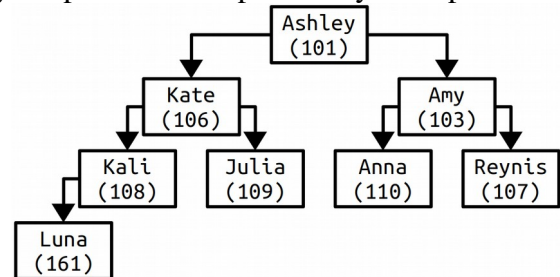 Ashley
(101)
Kate
(106)
Amy
(103)
Kali
(108)
Julia
(109)
Anna
(110)
Reynis
(107)
Luna
(161)